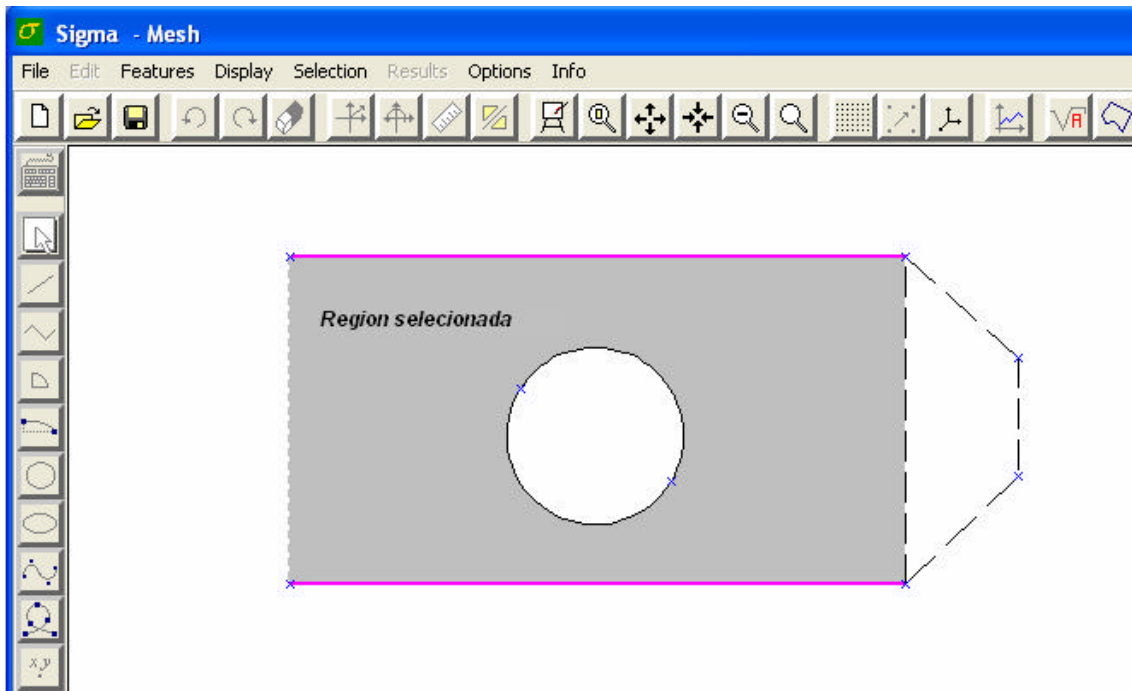 σ Sigma - Mesh
File Edit Features Display Selection Results Options Info
√A
Region selecionada
x,y